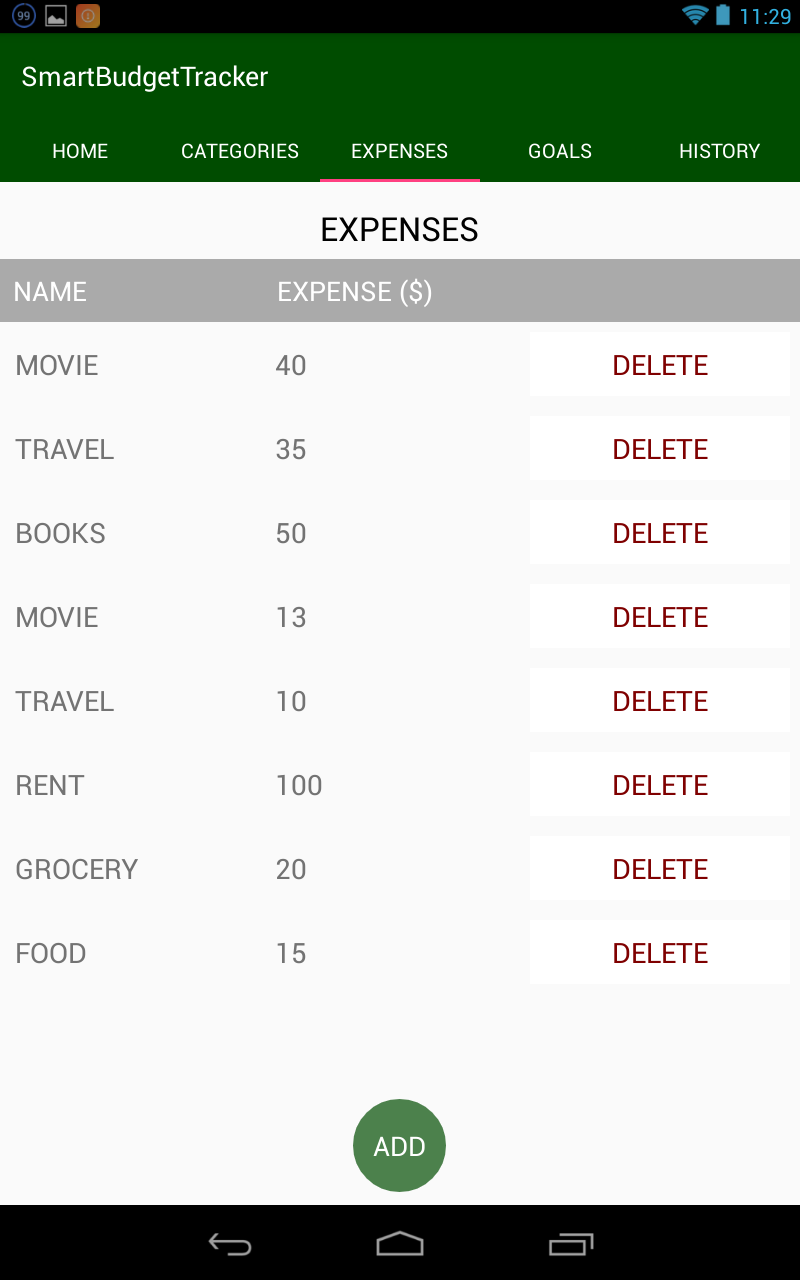 99 11:29
SmartBudgetTracker
HOME CATEGORIES EXPENSES GOALS HISTORY
EXPENSES
NAME EXPENSE ($)
MOVIE 40 DELETE
TRAVEL 35 DELETE
BOOKS 50 DELETE
MOVIE 13 DELETE
TRAVEL 10 DELETE
RENT 100 DELETE
GROCERY 20 DELETE
FOOD 15 DELETE
ADD